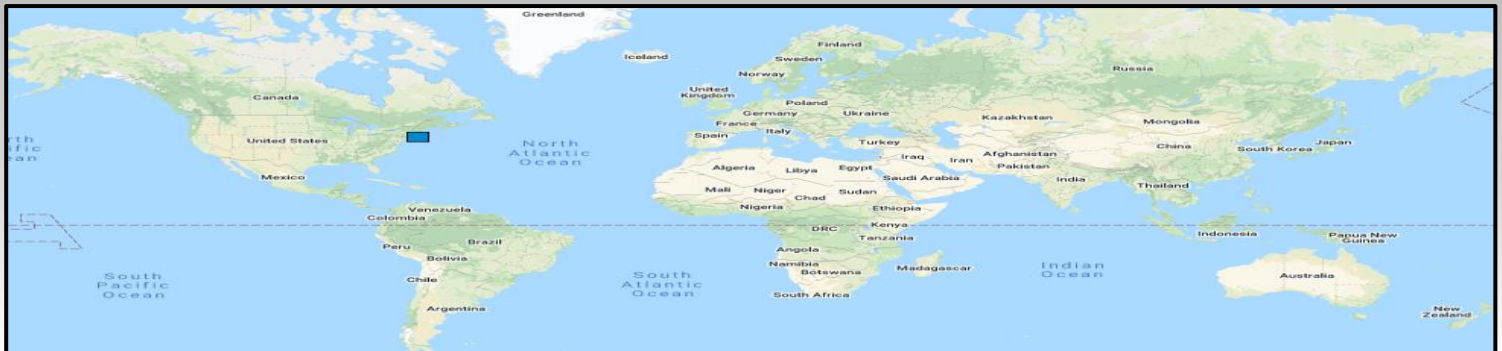 Greenland
Finland
Iceland
Sweden
Russia
Norway
Canada
United
Kingdom
Poland
Germany
Ukraine
Kazakhstan
Mongolia
France
Italy
Spain
United States
North
Atlantic
Ocean
Turkey
China
Japan
South Korea
Afghanistan
Iraq
Iran
Pakistan
Algeria
Libya
Egypt
Saudi Arabia
Mexico
India
Thailand
Mali
Niger
Chad
Sudan
Venezuela
Nigeria
Ethiopia
Colombia
DRC
Kenya
Tanzania
Indonesia
Papua New
Guinea
Peru
Brazil
Bolivia
Angola
Namibia
Botswana
Madagascar
Indian
Ocean
South
Pacific
Ocean
Chile
South
Atlantic
Ocean
Australia
South Africa
Argentina
New
Zealand
rth
ific
ean